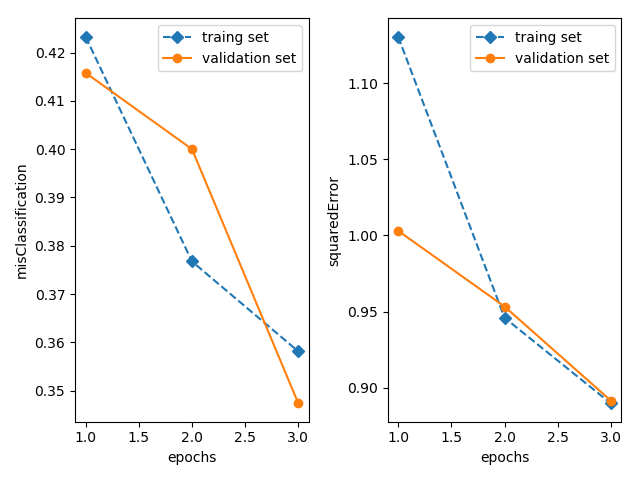 traing set
validation set
0.42
0.41
0.40
0.39
0.38
0.37
0.36
0.35
misClassification
1.0 1.5 2.0 2.5 3.0
epochs
traing set
validation set
1.10
1.05
1.00
0.95
0.90
squaredError
1.0 1.5 2.0 2.5 3.0
epochs